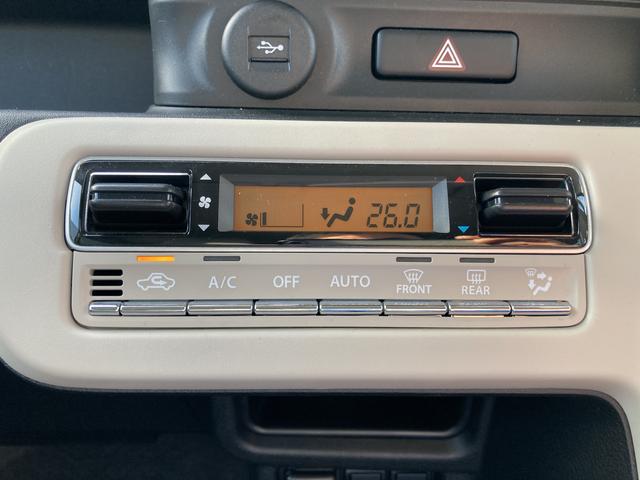 26.0
A/C OFF AUTO FRONT REAR